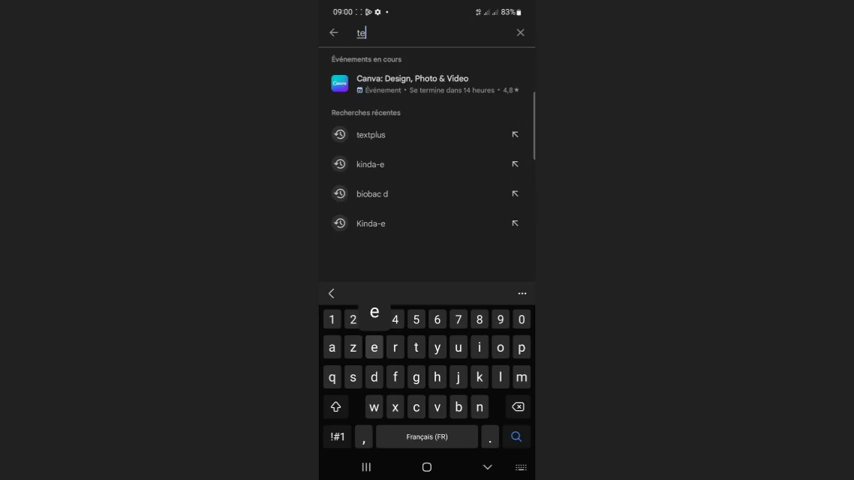 09:00
83%
te
Événements en cours
Canva
Canva: Design, Photo & Video
Événement • Se termine dans 14 heures • 4,8★
Recherches récentes
textplus
kinda-e
biobac d
Kinda-e
e
1 2 4 5 6 7 8 9 0
a z e r t y u i o p
q s d f g h j k l m
w x c v b n
!#1 , Français (FR) .